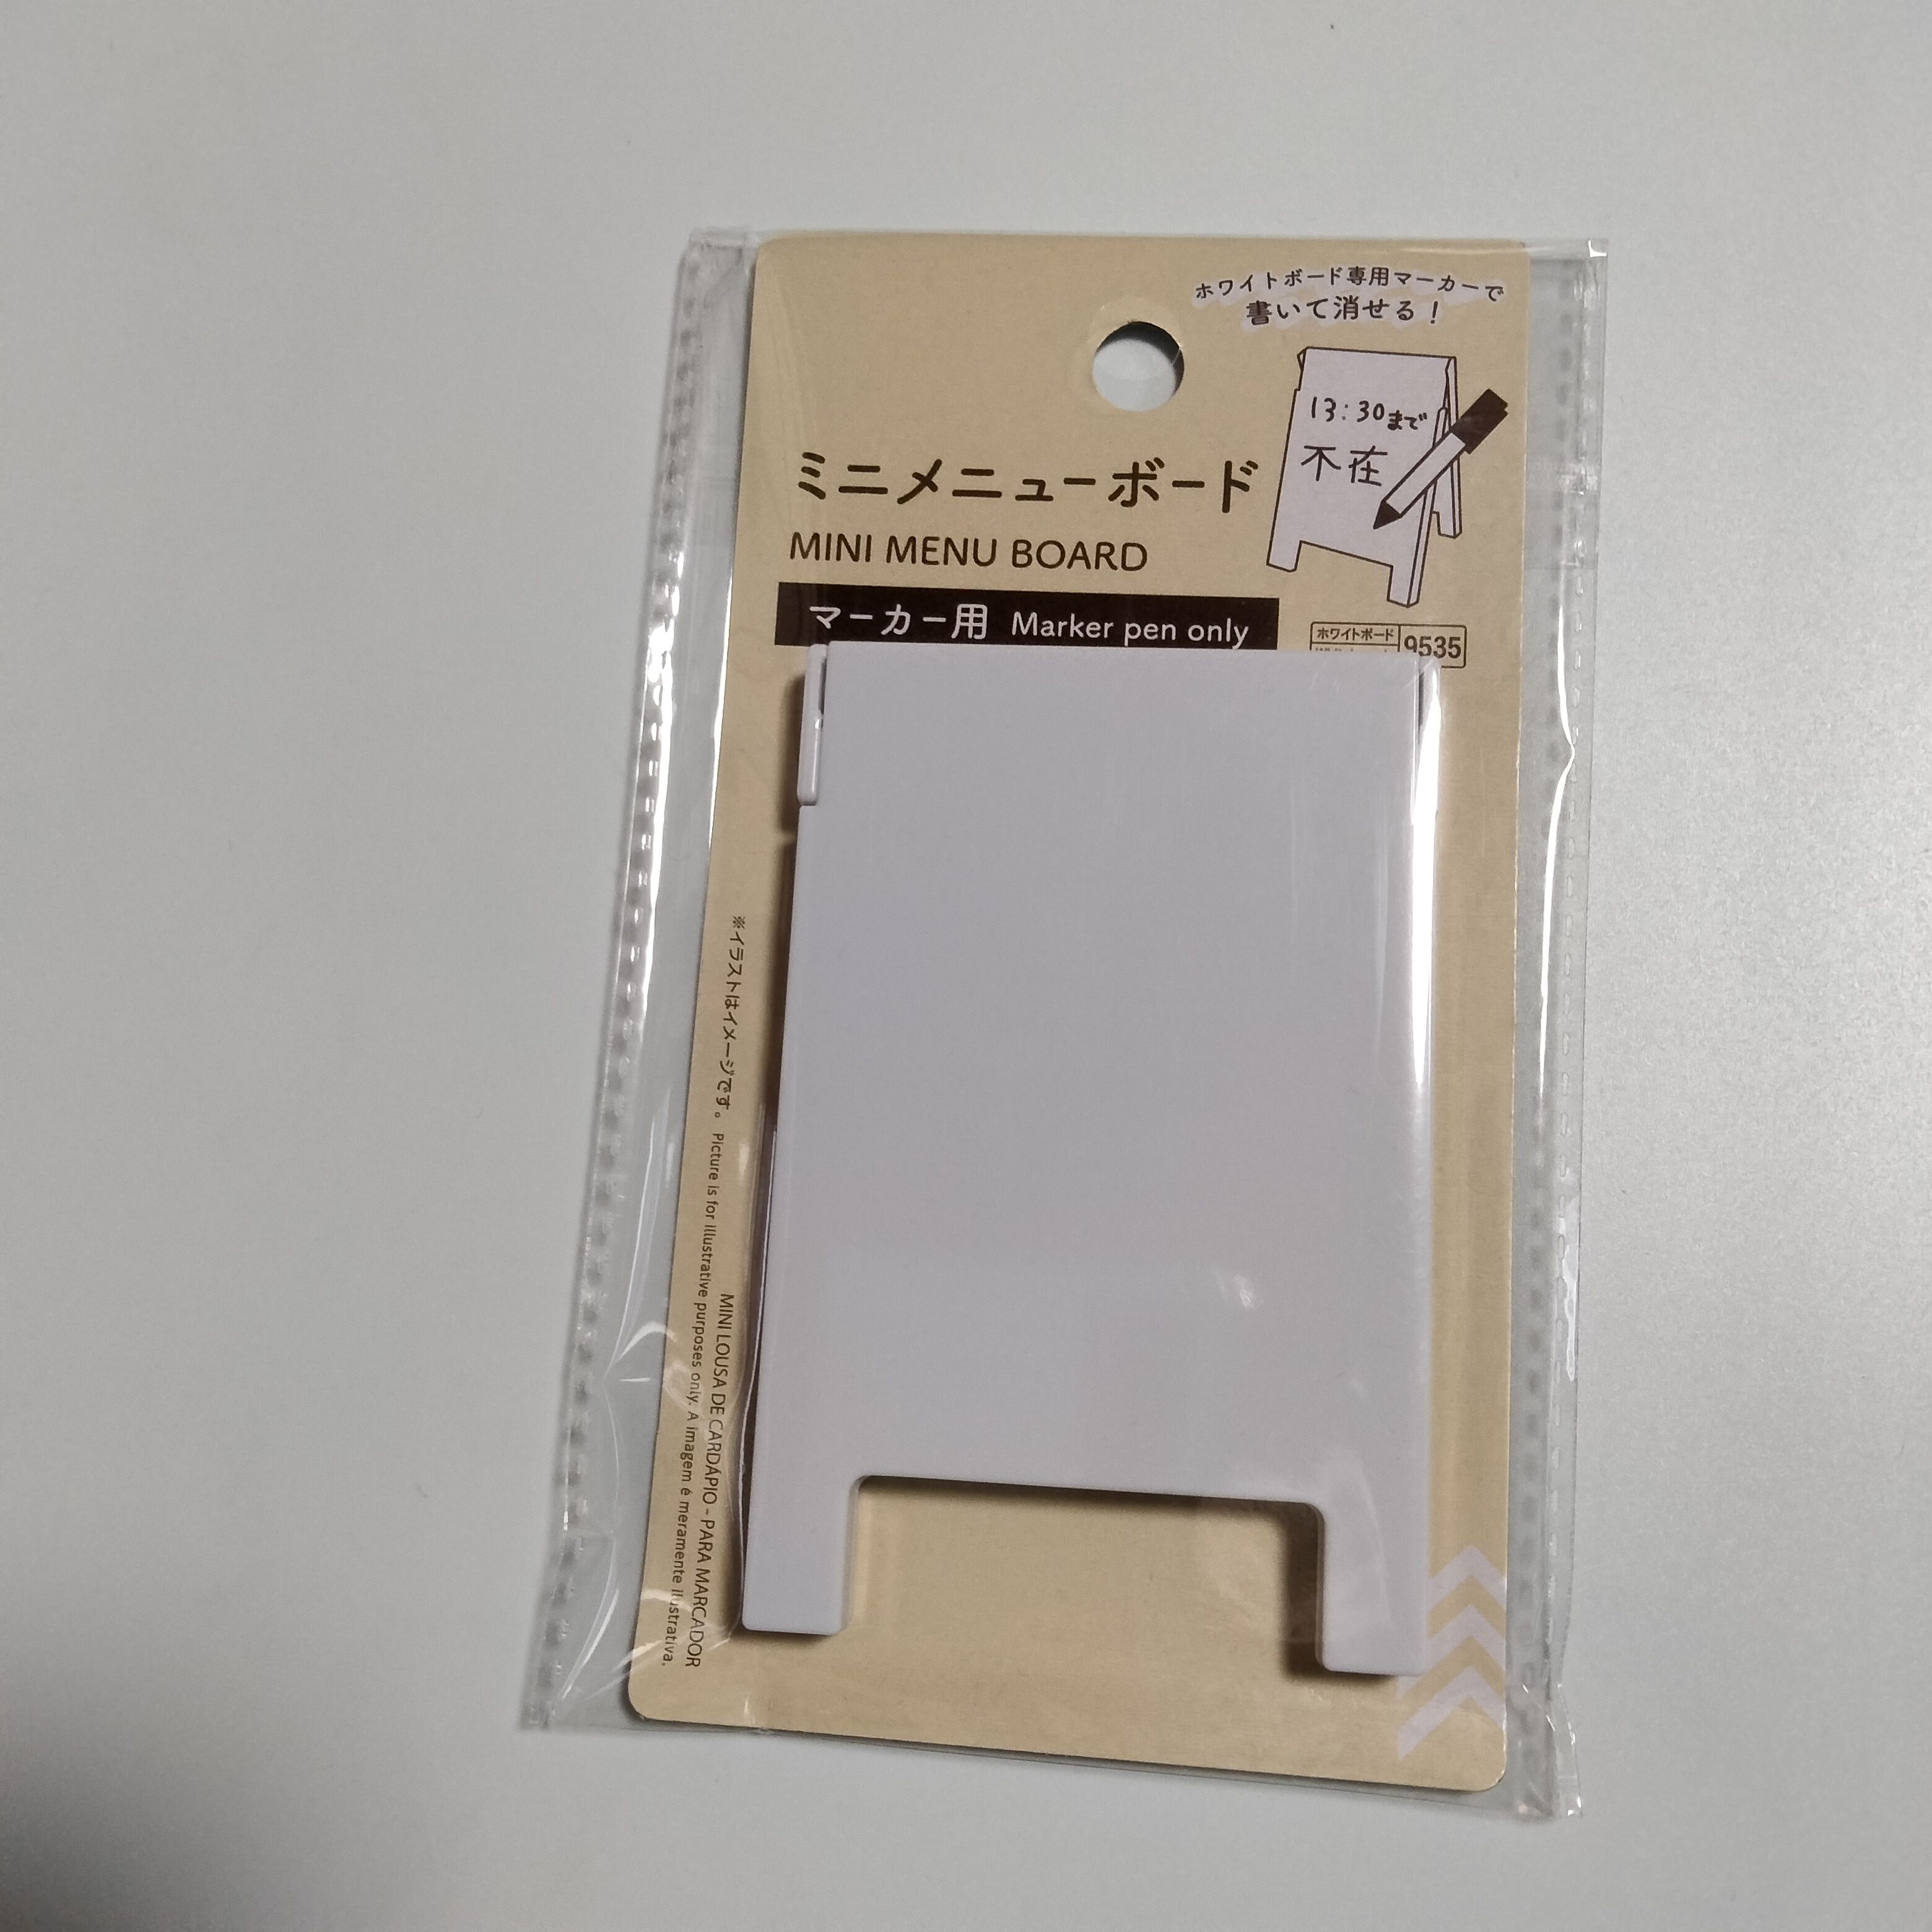 ホワイトボード専用マーカーで
書いて消せる！
13:30まで
不在
ミニメニューボード
MINI MENU BOARD
マーカー用 Marker pen only
ホワイトボード
9535
※イラストはイメージです。 Picture is for illustrative purposes only. A imagem é meramente ilustrativa.
MINI LOUSA DE CARDÁPIO - PARA MARCADOR